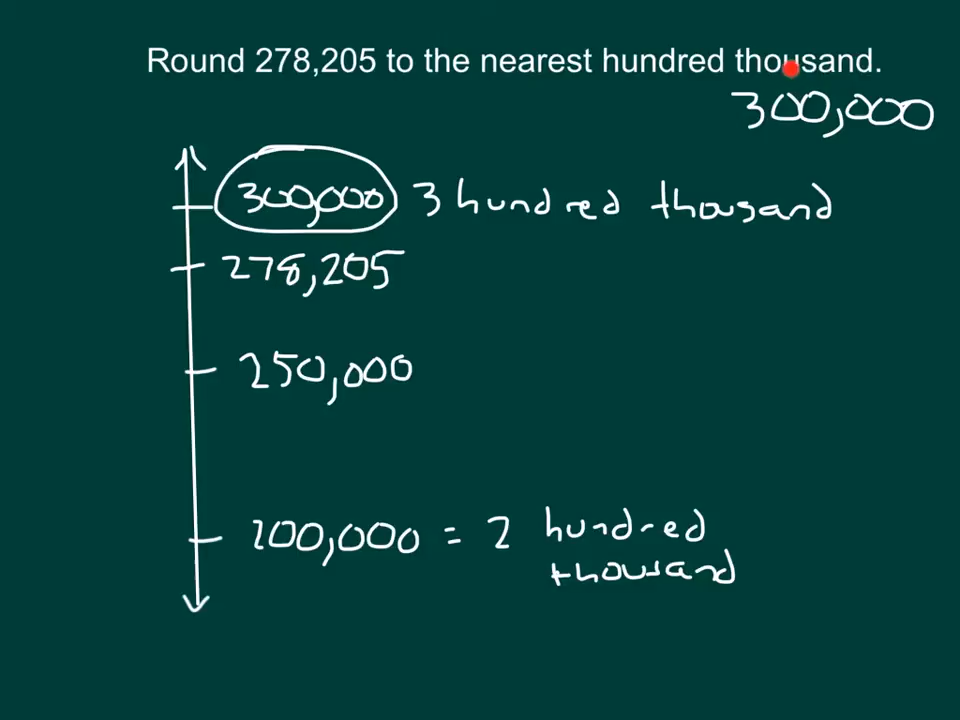 Round 278,205 to the nearest hundred thousand.
300,000
300,000 3 hundred thousand
278,205
250,000
200,000 = 2 hundred
thousand